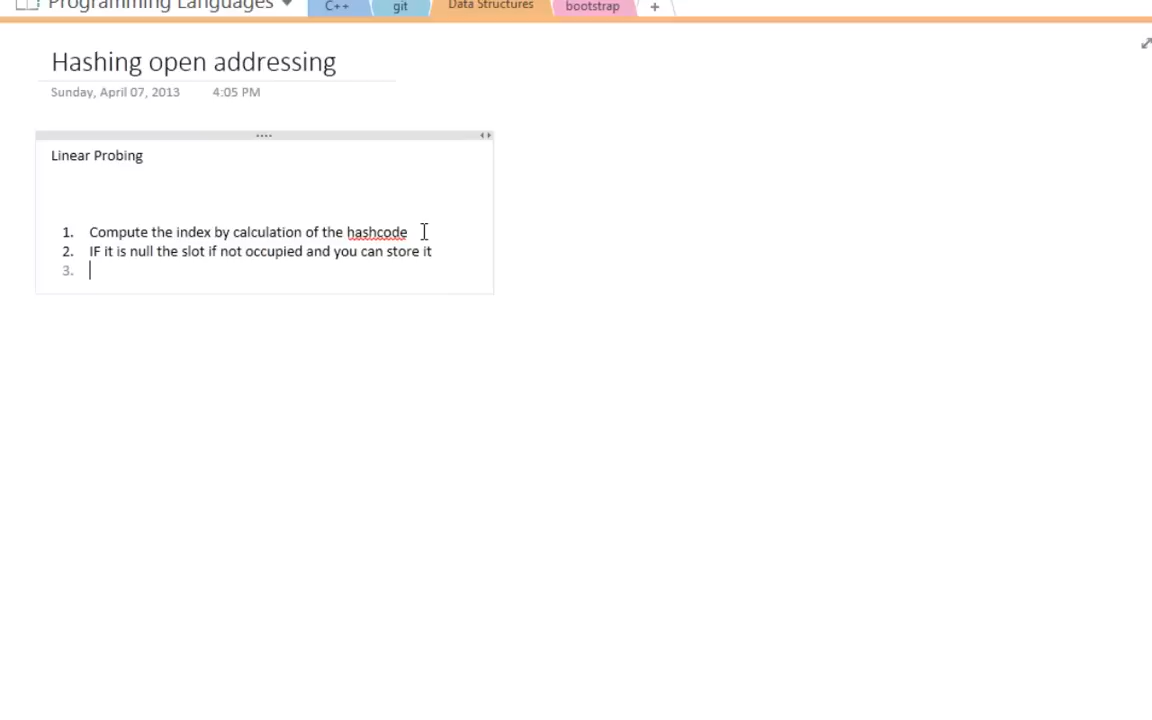 Programming Languages
C++
git
Data Structures
bootstrap
+
Hashing open addressing
Sunday, April 07, 2013 4:05 PM
Linear Probing
1. Compute the index by calculation of the hashcode
2. IF it is null the slot if not occupied and you can store it
3.